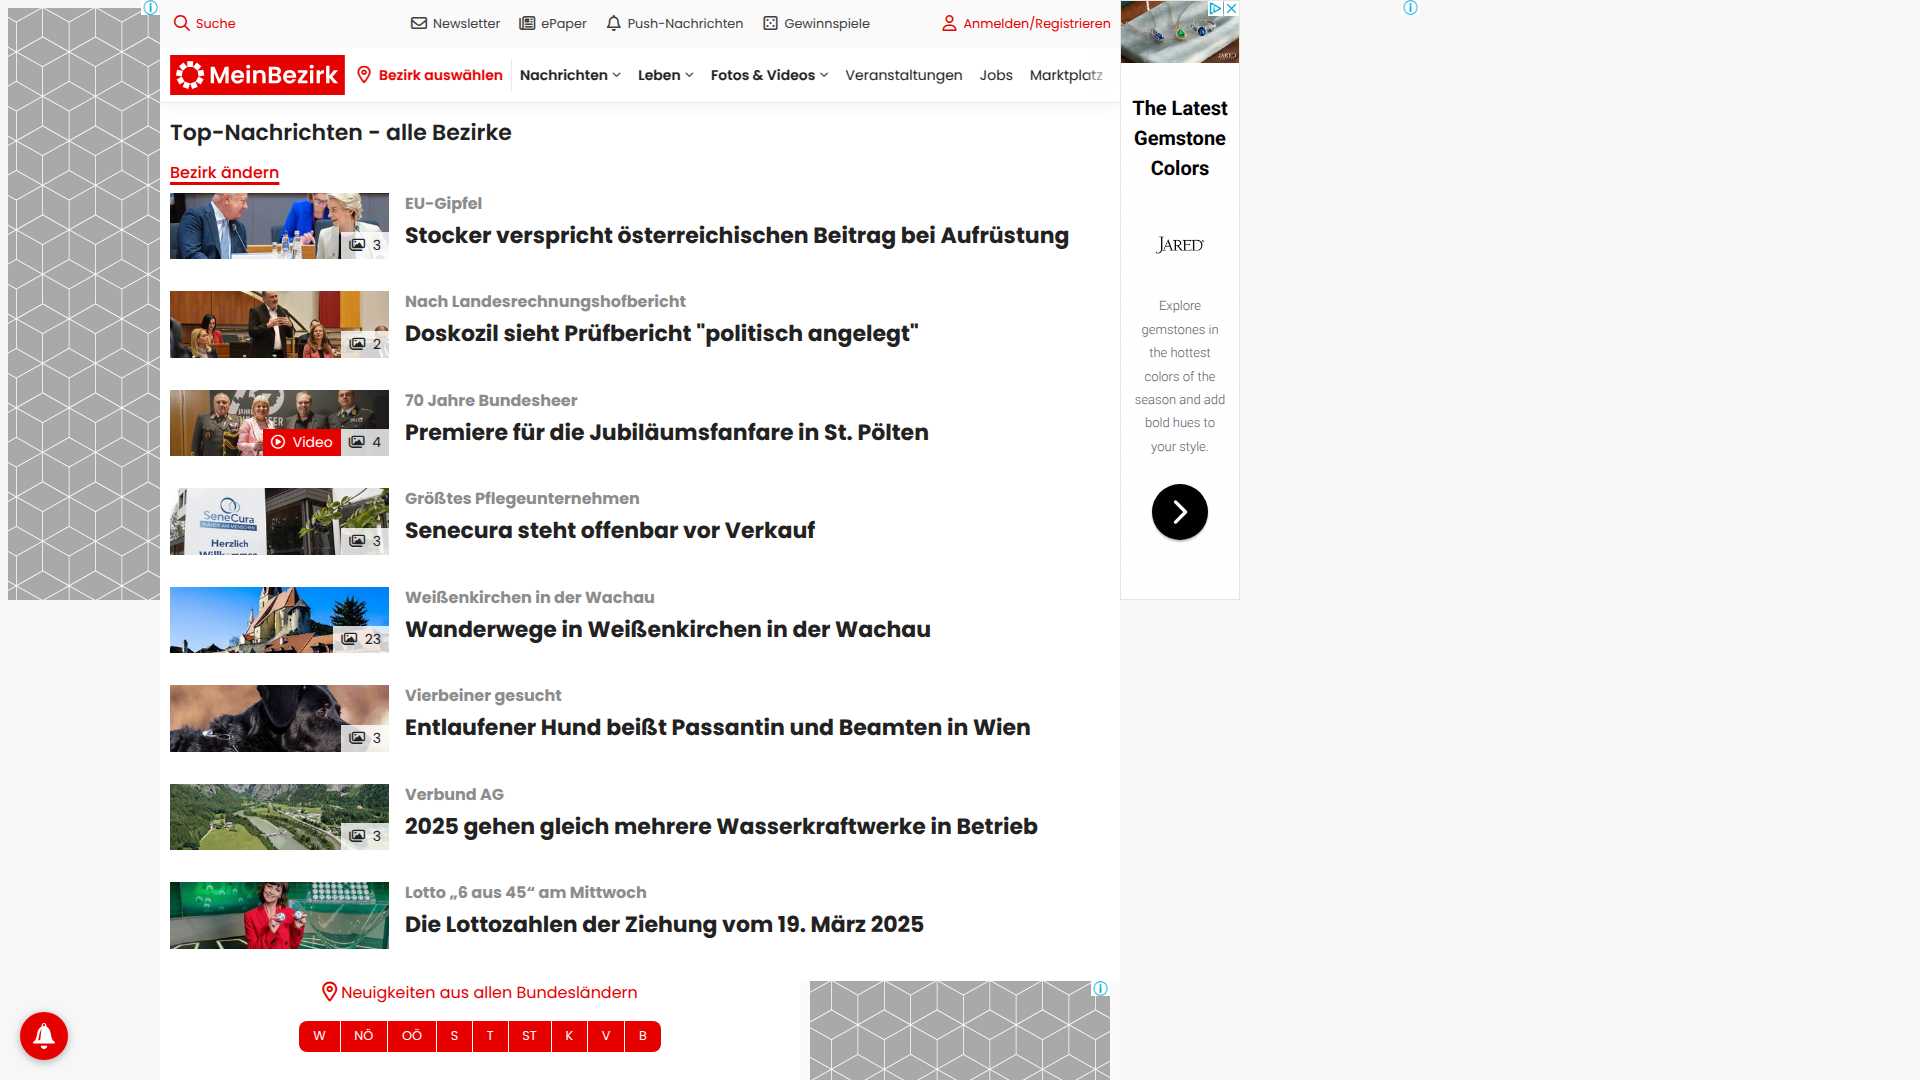 Suche
Newsletter
ePaper
Push-Nachrichten
Gewinnspiele
Anmelden/Registrieren
MeinBezirk
Bezirk auswählen
Nachrichten
Leben
Fotos & Videos
Veranstaltungen
Jobs
Marktplatz
Top-Nachrichten - alle Bezirke
Bezirk ändern
3
EU-Gipfel
Stocker verspricht österreichischen Beitrag bei Aufrüstung
2
Nach Landesrechnungshofbericht
Doskozil sieht Prüfbericht "politisch angelegt"
Video
4
70 Jahre Bundesheer
Premiere für die Jubiläumsfanfare in St. Pölten
SeneCura
Herzlich
3
Größtes Pflegeunternehmen
Senecura steht offenbar vor Verkauf
23
Weißenkirchen in der Wachau
Wanderwege in Weißenkirchen in der Wachau
3
Vierbeiner gesucht
Entlaufener Hund beißt Passantin und Beamten in Wien
3
Verbund AG
2025 gehen gleich mehrere Wasserkraftwerke in Betrieb
Lotto „6 aus 45“ am Mittwoch
Die Lottozahlen der Ziehung vom 19. März 2025
Neuigkeiten aus allen Bundesländern
W NÖ OÖ S T ST K V B
JARED
The Latest
Gemstone
Colors
JARED
Explore
gemstones in
the hottest
colors of the
season and add
bold hues to
your style.